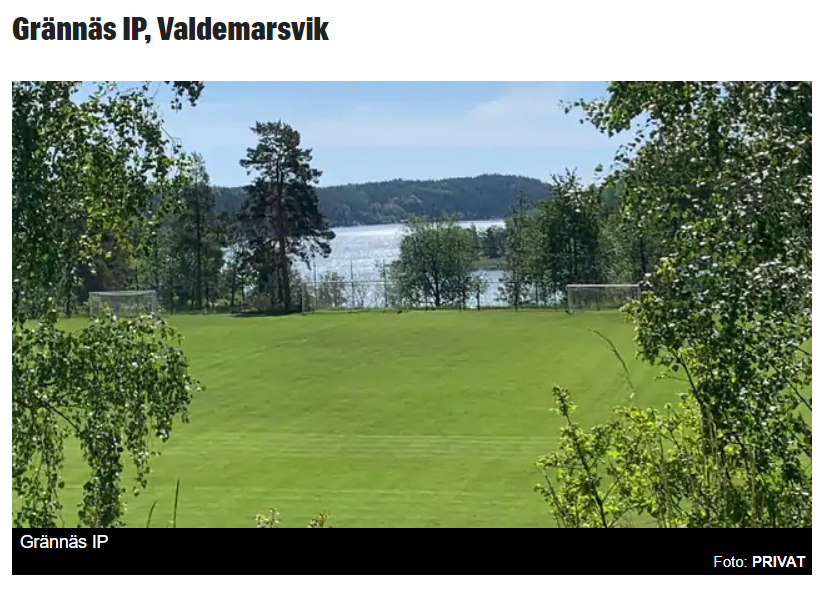 Grännäs IP, Valdemarsvik
Grännäs IP
Foto: PRIVAT